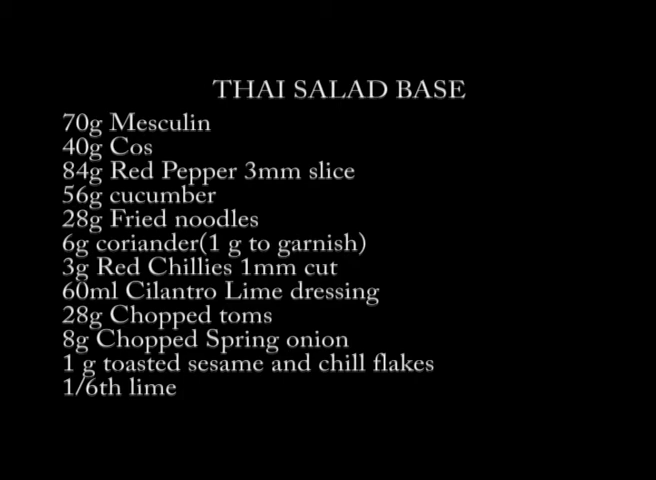 THAI SALAD BASE
70g Mesculin
40g Cos
84g Red Pepper 3mm slice
56g cucumber
28g Fried noodles
6g coriander(1 g to garnish)
3g Red Chillies 1mm cut
60ml Cilantro Lime dressing
28g Chopped toms
8g Chopped Spring onion
1 g toasted sesame and chill flakes
1/6th lime